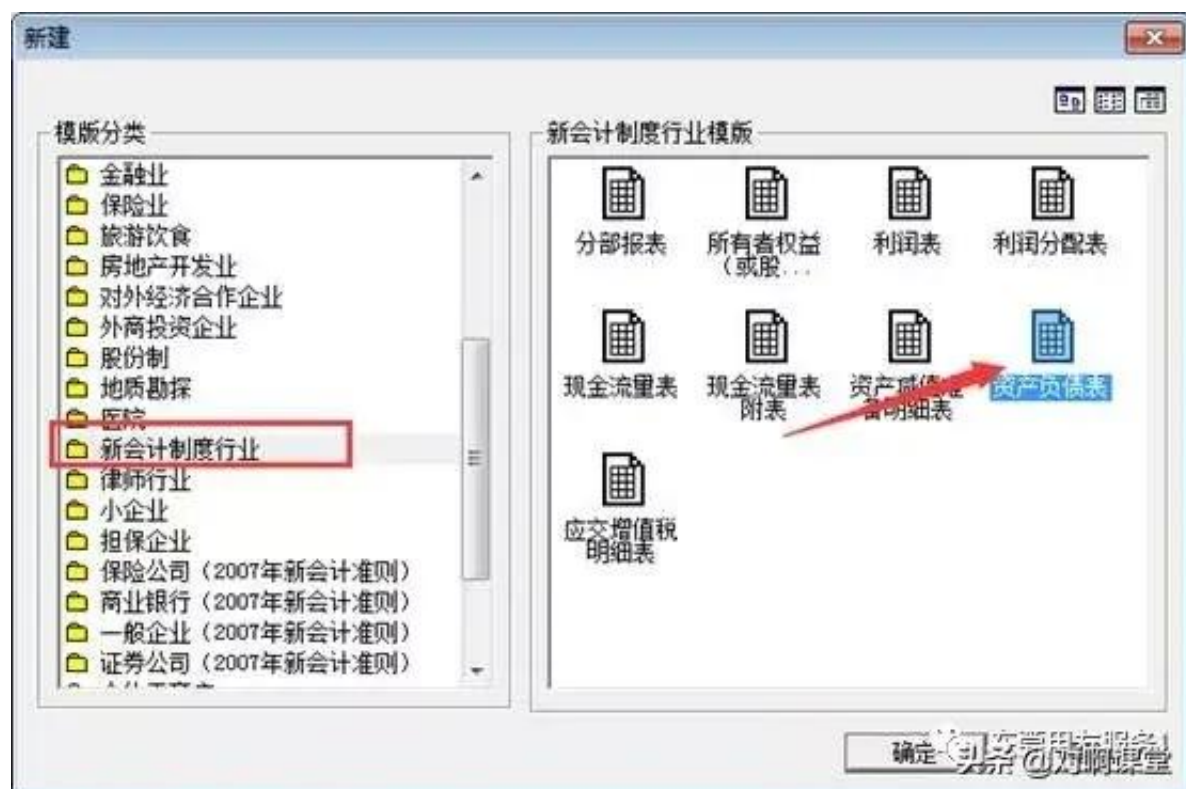 新建
模版分类
金融业
保险业
旅游饮食
房地产开发业
对外经济合作企业
外商投资企业
股份制
地质勘探
医院
新会计制度行业
律师行业
小企业
担保企业
保险公司（2007年新会计准则）
商业银行（2007年新会计准则）
一般企业（2007年新会计准则）
证券公司（2007年新会计准则）
新会计制度行业模版
分部报表
所有者权益
（或股...
利润表
利润分配表
现金流量表
现金流量表
附表
资产减值准
备明细表
资产负债表
应交增值税
明细表
确定
东莞用友服务
头条 @对啊课堂